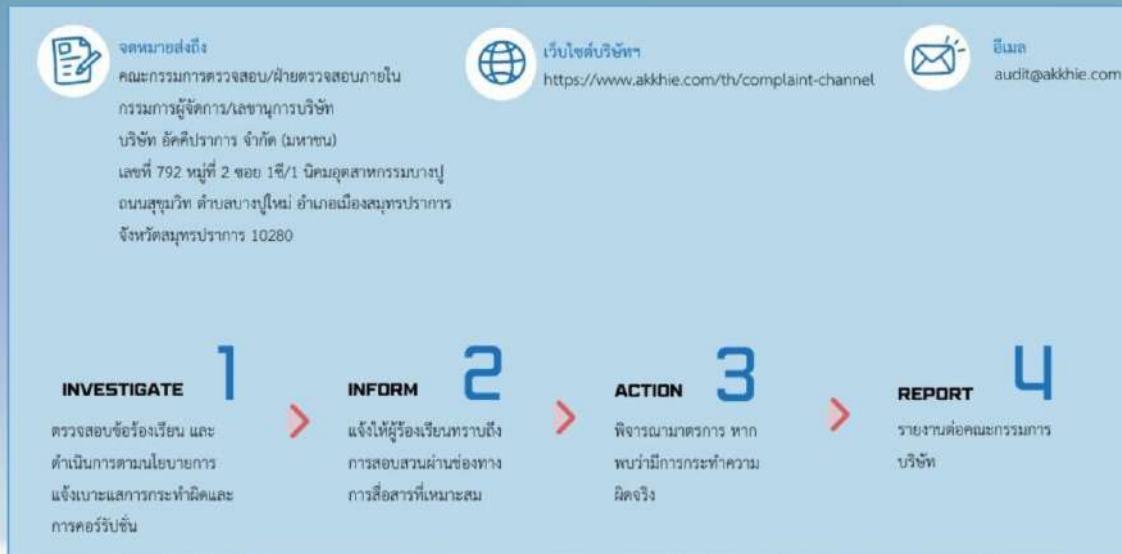 จดหมายส่งถึง
คณะกรรมการตรวจสอบ/ฝ่ายตรวจสอบภายใน
กรรมการผู้จัดการ/เลขานุการบริษัท
บริษัท อัคคีปราการ จำกัด (มหาชน)
เลขที่ 792 หมู่ที่ 2 ซอย 1ซี/1 นิคมอุตสาหกรรมบางปู
ถนนสุขุมวิท ตำบลบางปูใหม่ อำเภอเมืองสมุทรปราการ
จังหวัดสมุทรปราการ 10280
เว็บไซต์บริษัทฯ
https://www.akkhie.com/th/complaint-channel
อีเมล
audit@akkhie.com
INVESTIGATE 1
ตรวจสอบข้อร้องเรียน และ
ดำเนินการตามนโยบายการ
แจ้งเบาะแสการกระทำผิดและ
การคอร์รัปชั่น
INFORM 2
แจ้งให้ผู้ร้องเรียนทราบถึง
การสอบสวนผ่านช่องทาง
การสื่อสารที่เหมาะสม
ACTION 3
พิจารณามาตรการ หาก
พบว่ามีการกระทำความ
ผิดจริง
REPORT 4
รายงานต่อคณะกรรมการ
บริษัท